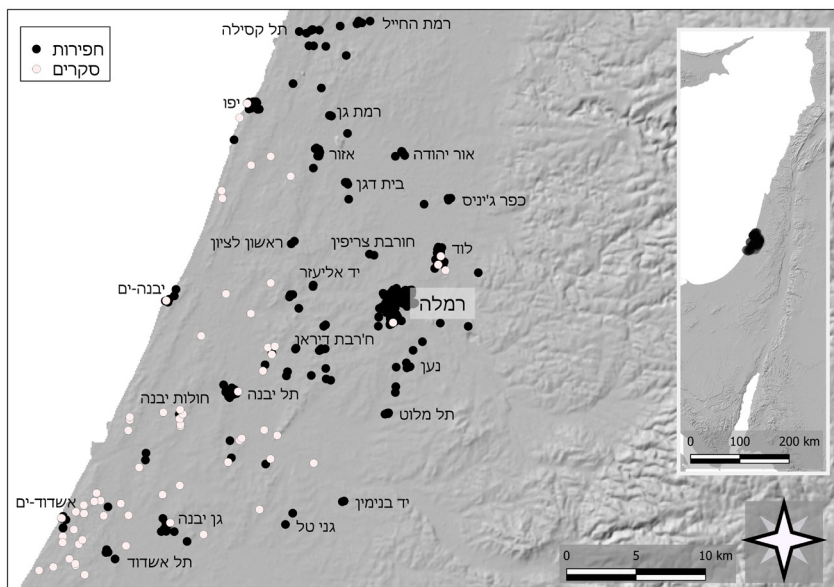 חפירות
סקרים
רמת החייל
תל קסילה
יפו
רמת גן
אזור
אור יהודה
בית דגן
כפר ג'יניס
ראשון לציון
חורבת צריפין
לוד
יד אליעזר
יבנה-ים
רמלה
ח'רבת דיראן
נען
תל יבנה
חולות יבנה
תל מלוט
אשדוד-ים
גן יבנה
גני טל
יד בנימין
תל אשדוד
0 100 200 km
0 5 10 km